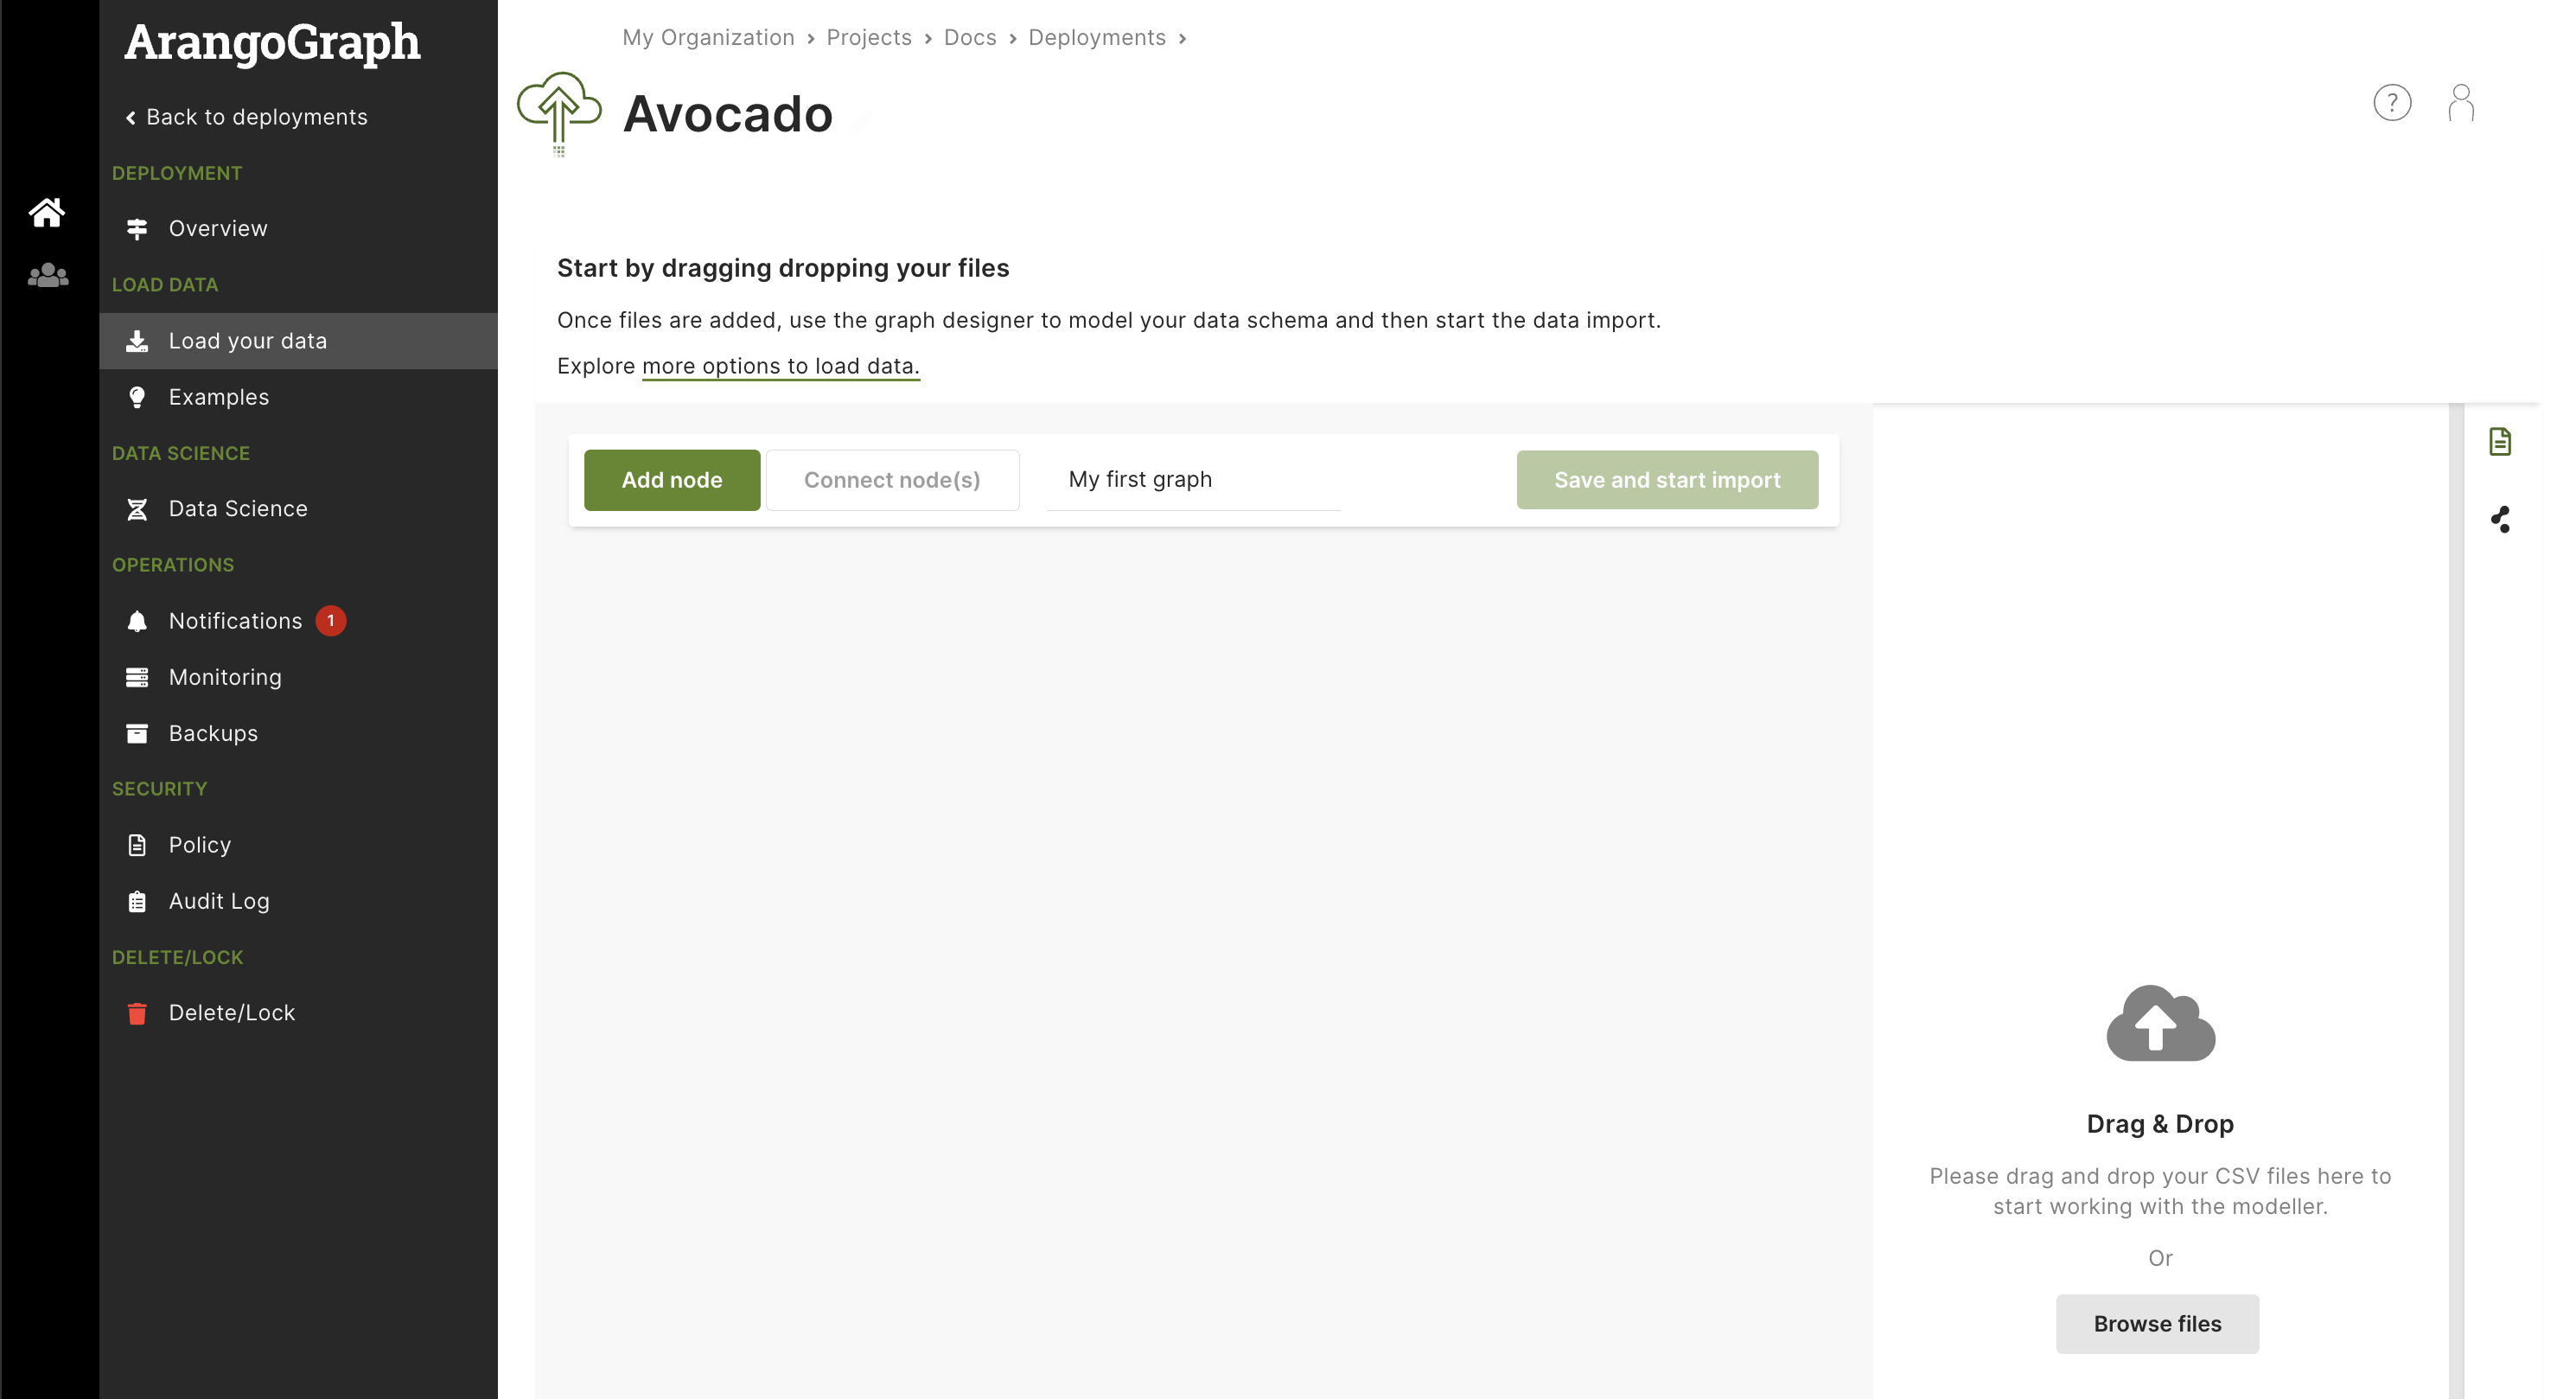 ArangoGraph
Back to deployments
DEPLOYMENT
Overview
LOAD DATA
Load your data
Examples
DATA SCIENCE
Data Science
OPERATIONS
Notifications 1
Monitoring
Backups
SECURITY
Policy
Audit Log
DELETE/LOCK
Delete/Lock
My Organization › Projects › Docs › Deployments ›
Avocado
?
Start by dragging dropping your files
Once files are added, use the graph designer to model your data schema and then start the data import.
Explore more options to load data.
Add node Connect node(s) My first graph Save and start import
Drag & Drop
Please drag and drop your CSV files here to
start working with the modeller.
Or
Browse files